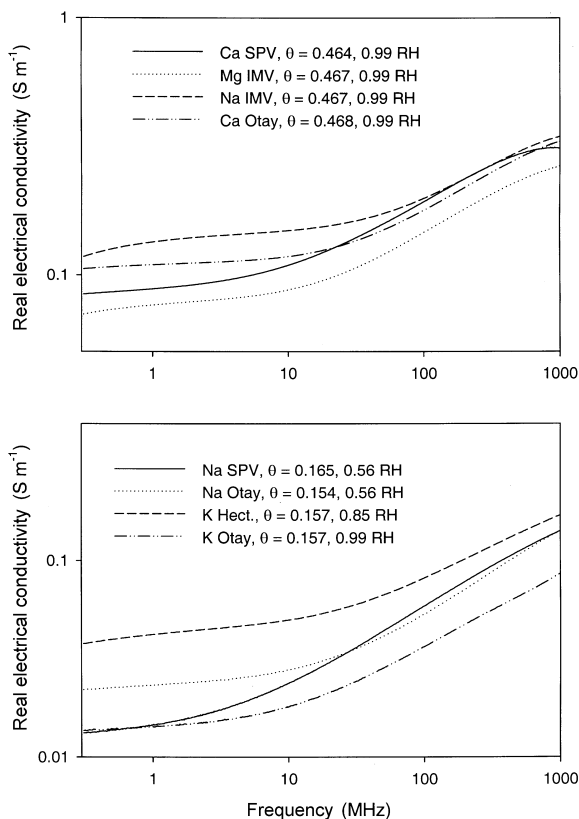 1
Ca SPV, θ = 0.464, 0.99 RH
Mg IMV, θ = 0.467, 0.99 RH
Na IMV, θ = 0.467, 0.99 RH
Ca Otay, θ = 0.468, 0.99 RH
Real electrical conductivity (S m⁻¹)
0.1
1 10 100 1000
Na SPV, θ = 0.165, 0.56 RH
Na Otay, θ = 0.154, 0.56 RH
K Hect., θ = 0.157, 0.85 RH
K Otay, θ = 0.157, 0.99 RH
Real electrical conductivity (S m⁻¹)
0.1
0.01
1 10 100 1000
Frequency (MHz)